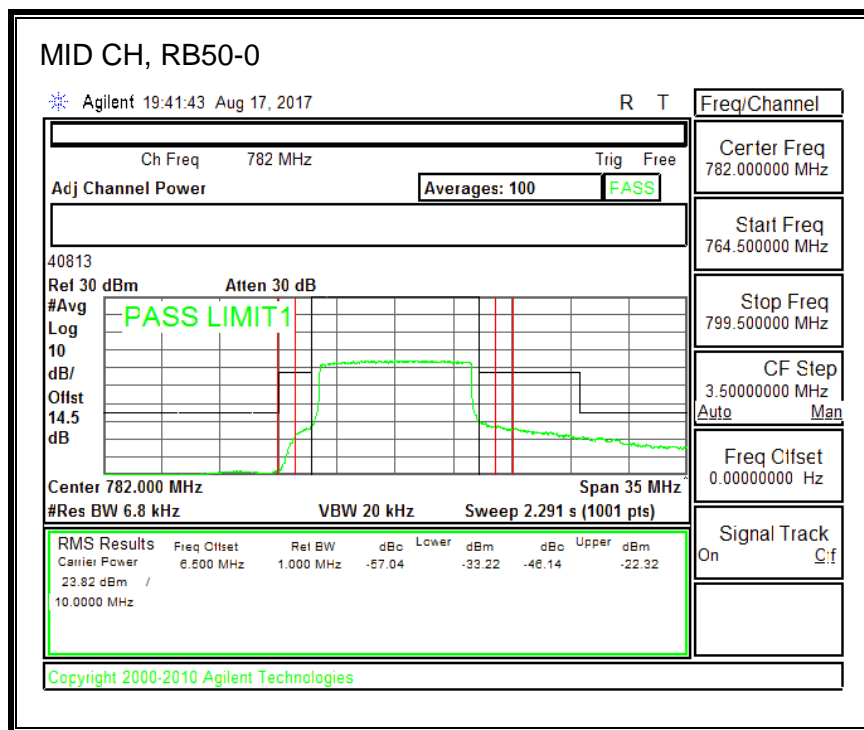 MID CH, RB50-0
Agilent 19:41:43 Aug 17, 2017 R T
Freq/Channel
Ch Freq 782 MHz Trig Free
Adj Channel Power Averages: 100 PASS
Center Freq
782.000000 MHz
Start Freq
764.500000 MHz
Stop Freq
799.500000 MHz
CF Step
3.50000000 MHz
Auto Man
Freq Offset
0.00000000 Hz
Signal Track
On Off
40813
Ref 30 dBm Atten 30 dB
#Avg
Log
10
dB/
Offst
14.5
dB
PASS LIMIT1
Center 782.000 MHz Span 35 MHz
#Res BW 6.8 kHz VBW 20 kHz Sweep 2.291 s (1001 pts)
RMS Results Freq Offset Ref BW dBc Lower dBm dBc Upper dBm
Carrier Power 6.500 MHz 1.000 MHz -57.04 -33.22 -46.14 -22.32
23.82 dBm /
10.0000 MHz
Copyright 2000-2010 Agilent Technologies